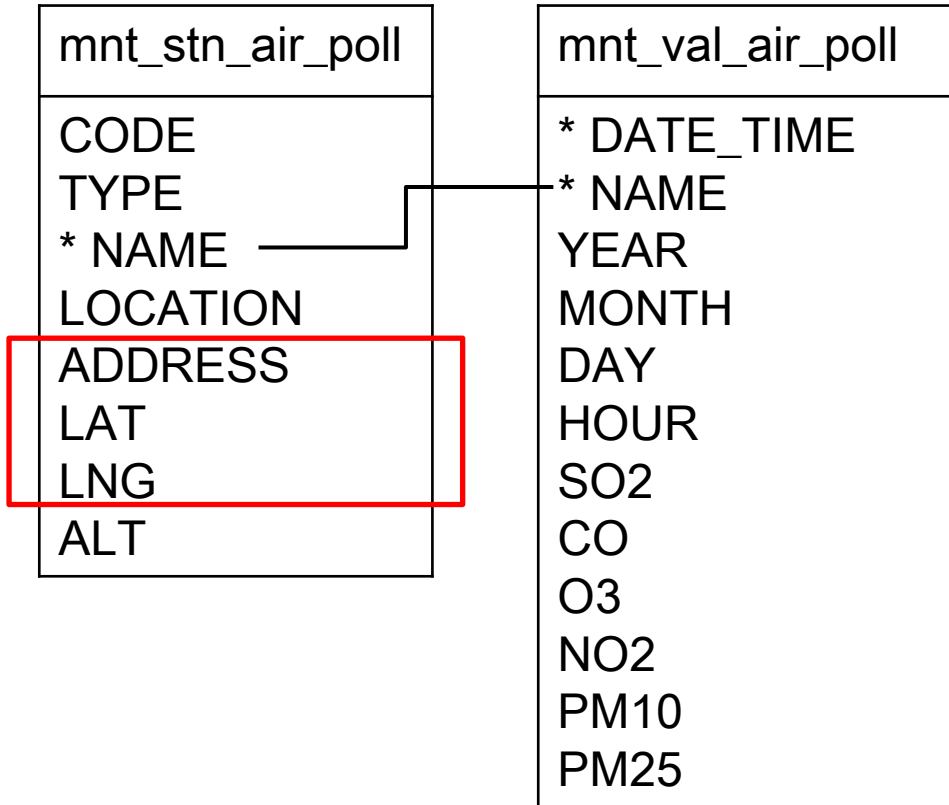 mnt_stn_air_poll
CODE
TYPE
* NAME
LOCATION
ADDRESS
LAT
LNG
ALT
mnt_val_air_poll
* DATE_TIME
* NAME
YEAR
MONTH
DAY
HOUR
SO2
CO
O3
NO2
PM10
PM25